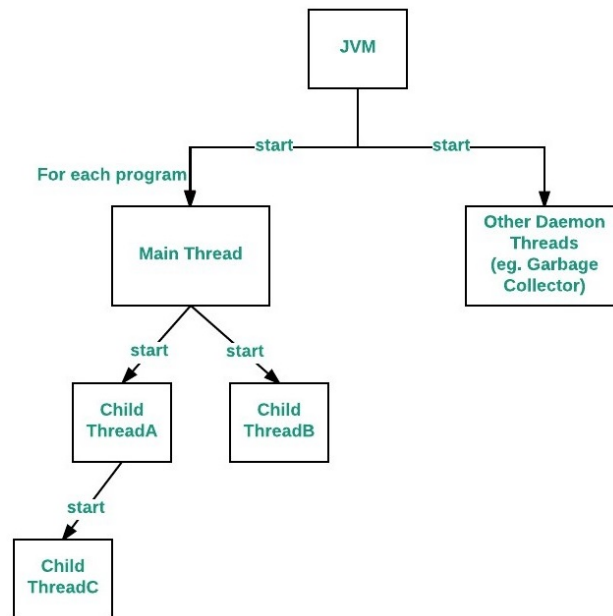 JVM
start
start
For each program
Main Thread
Other Daemon
Threads
(eg. Garbage
Collector)
start
start
Child
ThreadA
Child
ThreadB
start
Child
ThreadC